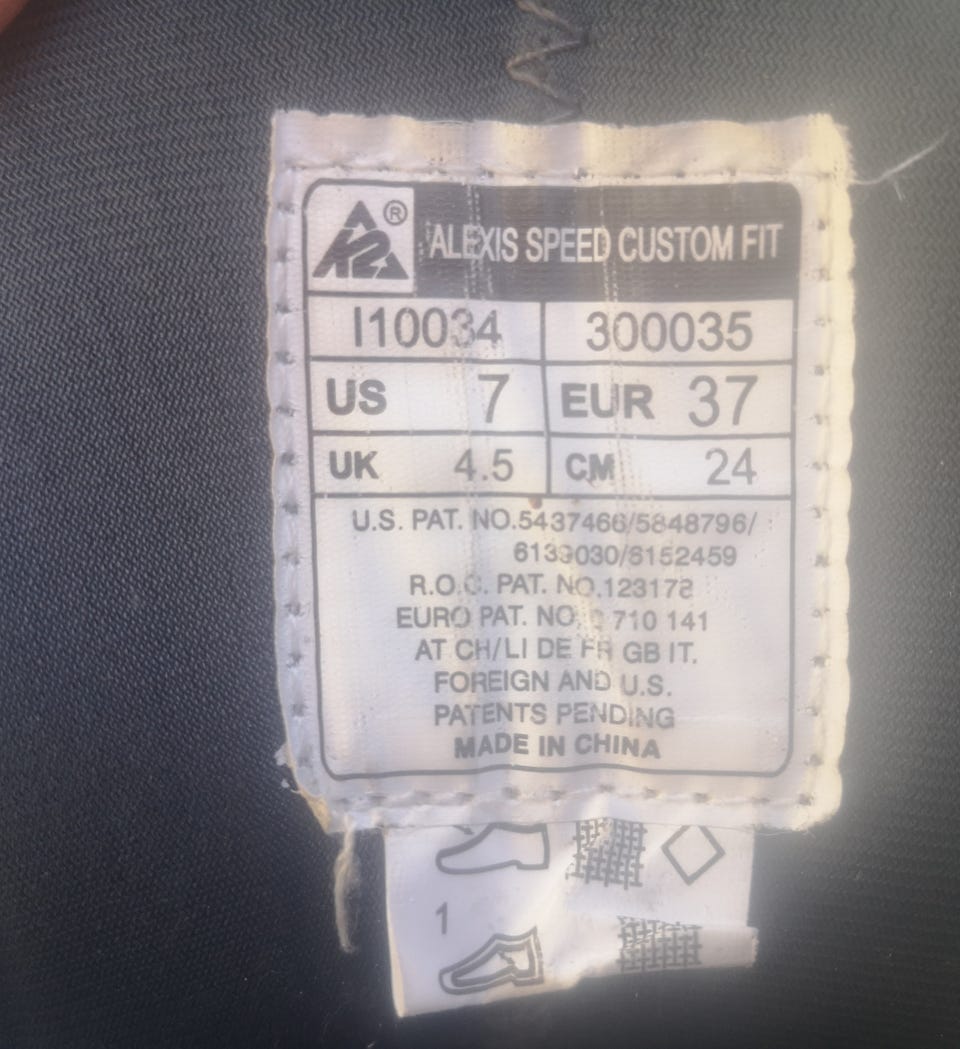 K2® ALEXIS SPEED CUSTOM FIT
I10034 300035
US 7 EUR 37
UK 4.5 CM 24
U.S. PAT. NO.5437466/5848796/
6139030/6152459
R.O.C. PAT. NO.123178
EURO PAT. NO. 0 710 141
AT CH/LI DE FR GB IT.
FOREIGN AND U.S.
PATENTS PENDING
MADE IN CHINA
1